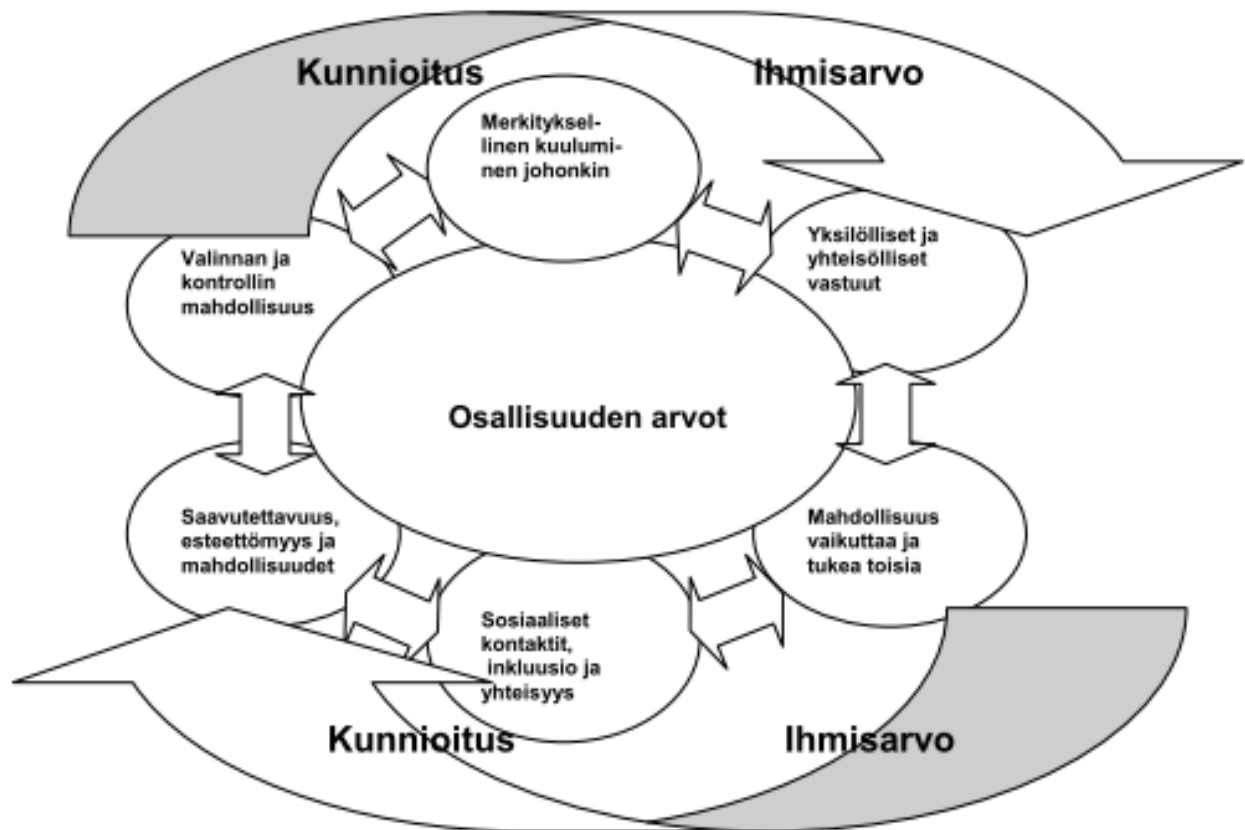 Kunnioitus
Ihmisarvo
Merkityksel-
linen kuulumi-
nen johonkin
Valinnan ja
kontrollin
mahdollisuus
Yksilölliset ja
yhteisölliset
vastuut
Osallisuuden arvot
Saavutettavuus,
esteettömyys ja
mahdollisuudet
Mahdollisuus
vaikuttaa ja
tukea toisia
Sosiaaliset
kontaktit,
inkluusio ja
yhteisyys
Kunnioitus
Ihmisarvo